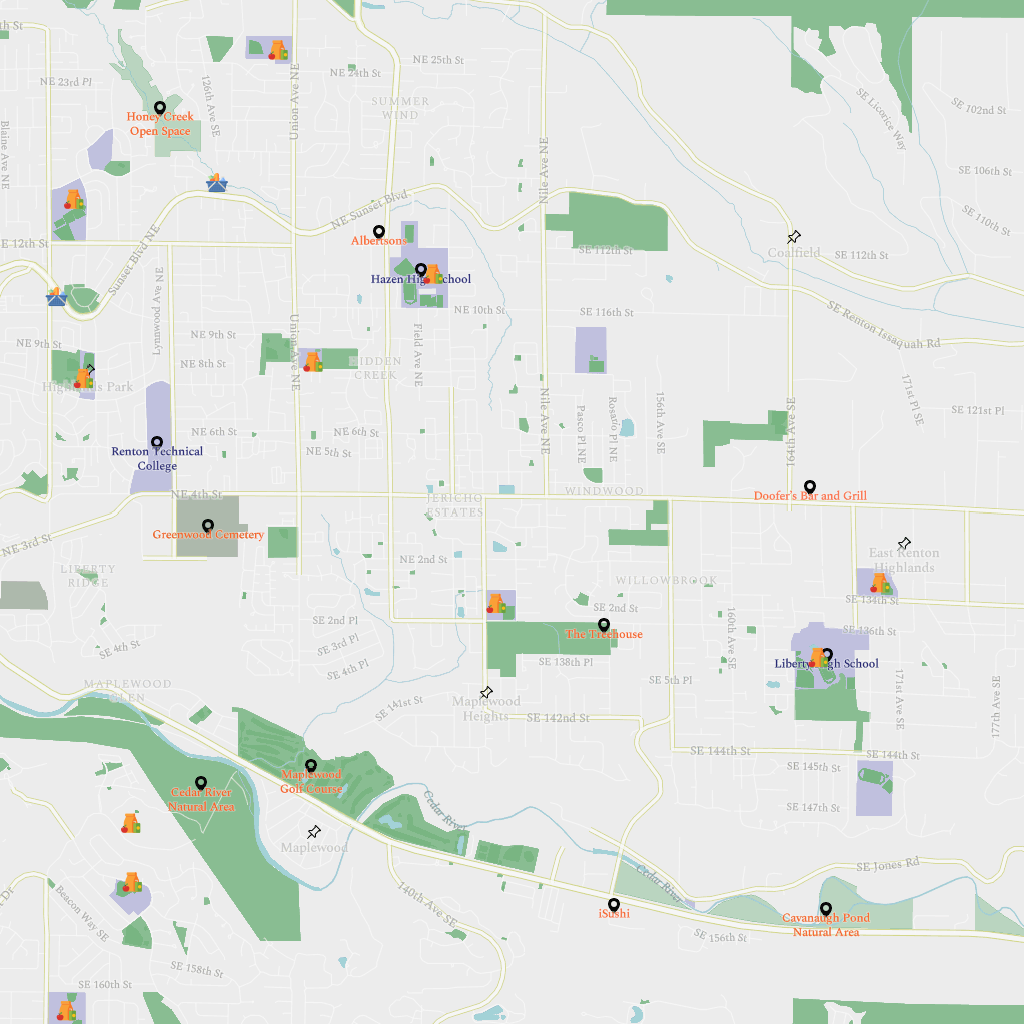 NE 25th St
NE 24th St
NE 23rd Pl
126th Ave SE
Union Ave NE
SUMMER
WIND
SE Licorice Way
SE 102nd St
Honey Creek
Open Space
Blaine Ave NE
Nile Ave NE
SE 106th St
NE Sunset Blvd
SE 110th St
Albertsons
SE 112th St
Coalfield
SE 112th St
Sunset Blvd NE
Hazen High School
Lynnwood Ave NE
NE 10th St
SE 116th St
SE Renton Issaquah Rd
NE 9th St
NE 9th St
Union Ave NE
Field Ave NE
NE 8th St
HIDDEN
CREEK
Highlands Park
171st Pl SE
Nile Ave NE
Pasco Pl NE
Rosario Pl NE
156th Ave SE
164th Ave SE
SE 121st Pl
NE 6th St
NE 6th St
NE 5th St
Renton Technical
College
NE 4th St
JERICHO
ESTATES
WINDWOOD
Doofer's Bar and Grill
NE 3rd St
Greenwood Cemetery
NE 2nd St
East Renton
Highlands
LIBERTY
RIDGE
WILLOWBROOK
SE 134th St
SE 2nd St
SE 2nd Pl
The Treehouse
160th Ave SE
SE 136th St
SE 3rd Pl
SE 4th St
SE 138th Pl
Liberty High School
SE 4th Pl
SE 5th Pl
171st Ave SE
177th Ave SE
MAPLEWOOD
GLEN
SE 141st St
Maplewood
Heights
SE 142nd St
SE 144th St
SE 144th St
SE 145th St
Maplewood
Golf Course
Cedar River
Natural Area
SE 147th St
Cedar River
Maplewood
SE Jones Rd
Cedar River
140th Ave SE
Beacon Way SE
iSushi
Cavanaugh Pond
Natural Area
SE 156th St
SE 158th St
SE 160th St